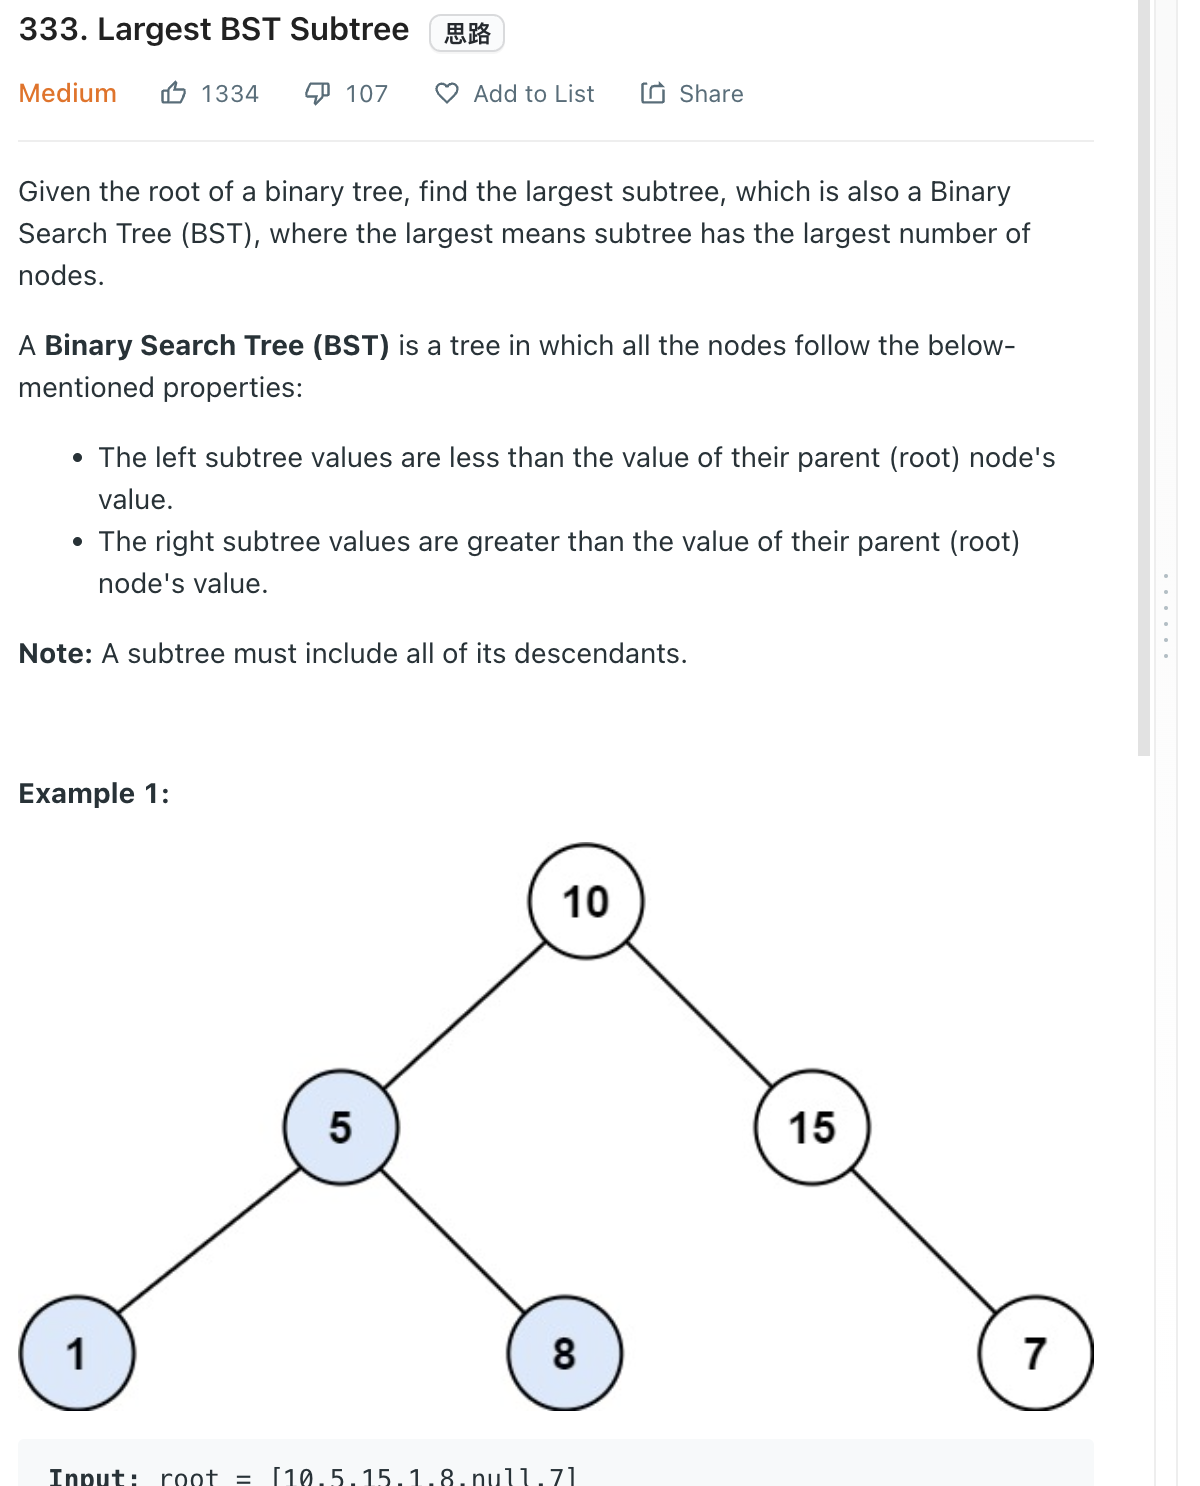 333. Largest BST Subtree 思路
Medium 1334 107 Add to List Share
Given the root of a binary tree, find the largest subtree, which is also a Binary
Search Tree (BST), where the largest means subtree has the largest number of
nodes.
A Binary Search Tree (BST) is a tree in which all the nodes follow the below-
mentioned properties:
• The left subtree values are less than the value of their parent (root) node's
value.
• The right subtree values are greater than the value of their parent (root)
node's value.
Note: A subtree must include all of its descendants.
Example 1:
10
5 15
1 8 7
Input: root = [10,5,15,1,8,null,7]